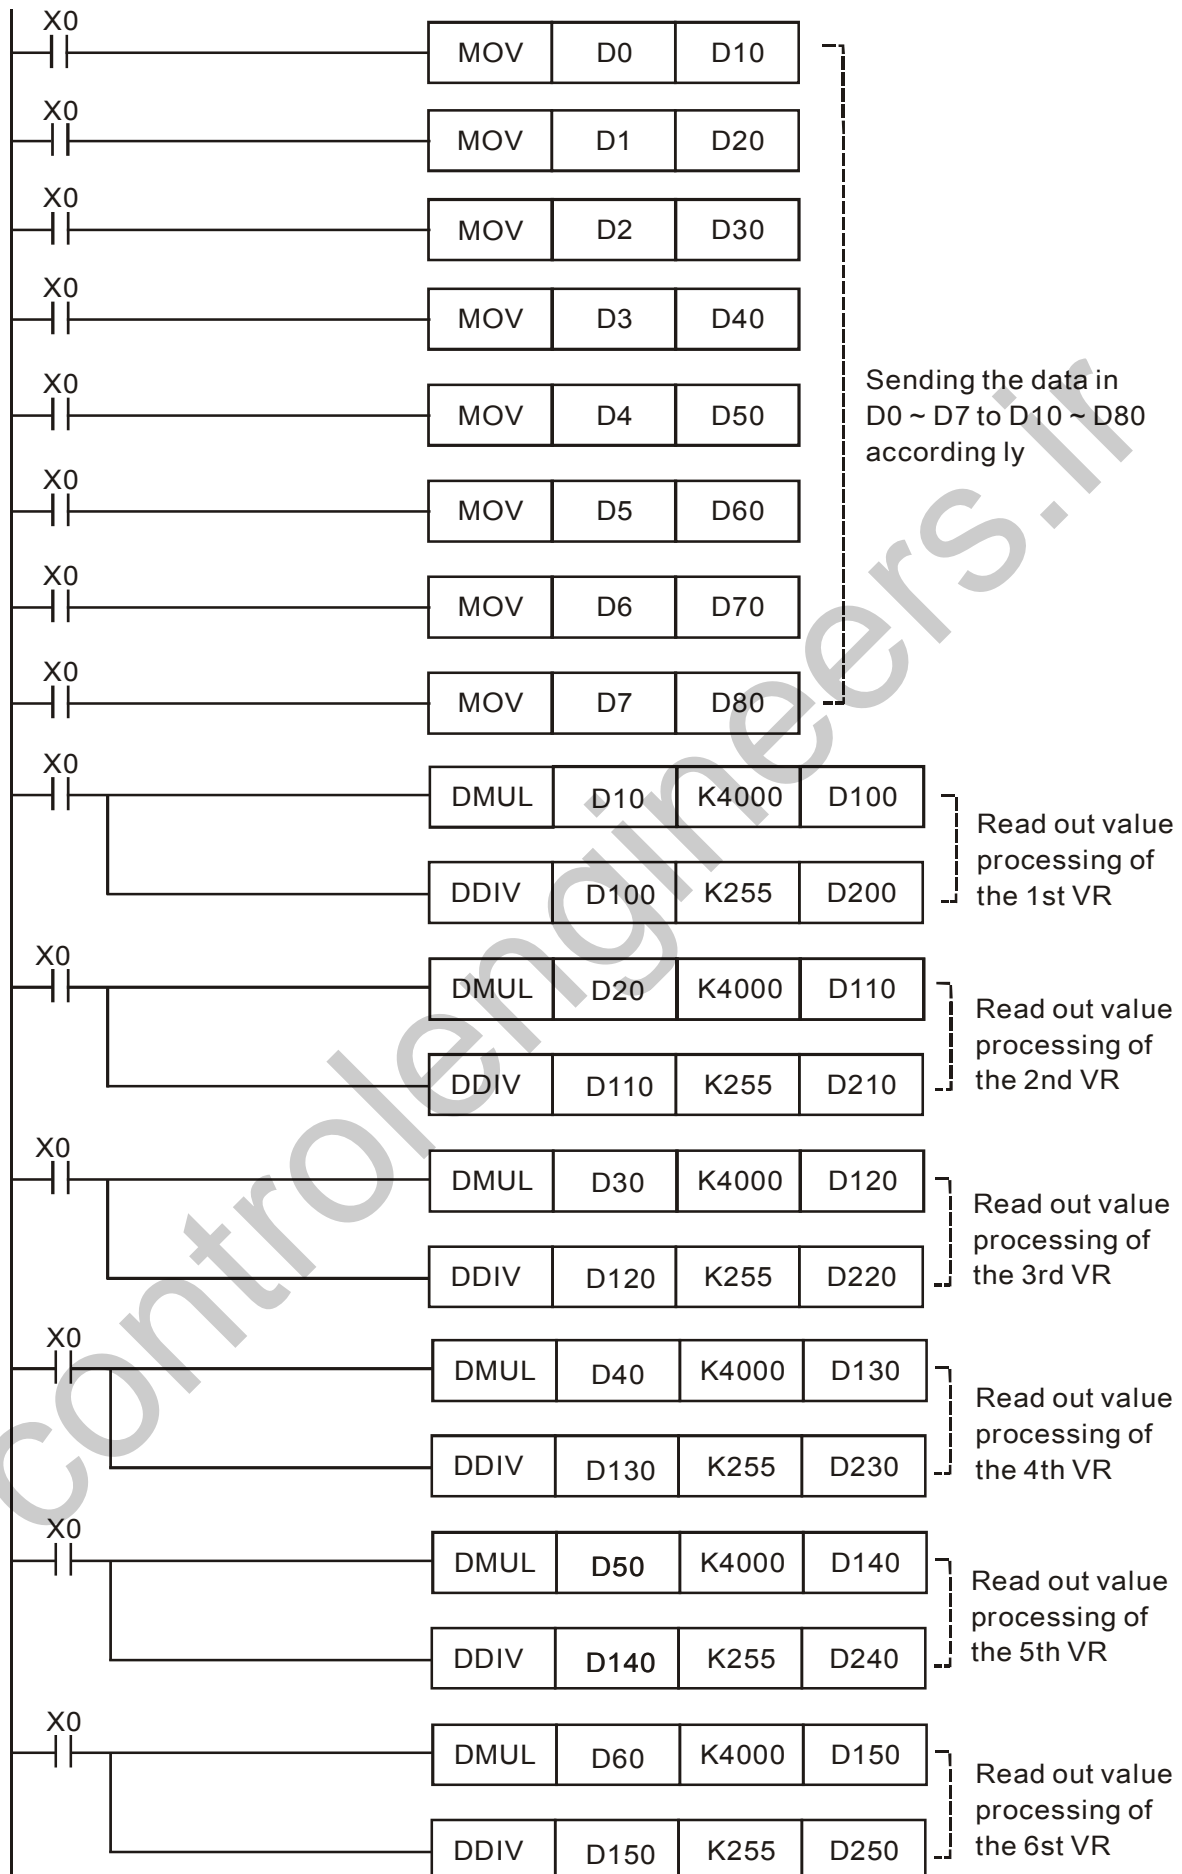 X0
MOV D0 D10
X0
MOV D1 D20
X0
MOV D2 D30
X0
MOV D3 D40
Sending the data in
D0 ~ D7 to D10 ~ D80
according ly
X0
MOV D4 D50
X0
MOV D5 D60
X0
MOV D6 D70
X0
MOV D7 D80
X0
DMUL D10 K4000 D100
DDIV D100 K255 D200
Read out value
processing of
the 1st VR
X0
DMUL D20 K4000 D110
DDIV D110 K255 D210
Read out value
processing of
the 2nd VR
X0
DMUL D30 K4000 D120
DDIV D120 K255 D220
Read out value
processing of
the 3rd VR
X0
DMUL D40 K4000 D130
DDIV D130 K255 D230
Read out value
processing of
the 4th VR
X0
DMUL D50 K4000 D140
DDIV D140 K255 D240
Read out value
processing of
the 5th VR
X0
DMUL D60 K4000 D150
DDIV D150 K255 D250
Read out value
processing of
the 6st VR
controlengineers.ir